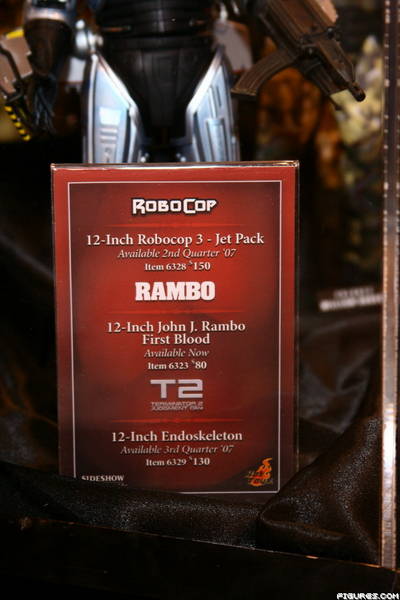 ROBOCOP
12-Inch Robocop 3 - Jet Pack
Available 2nd Quarter '07
Item 6328 $150
RAMBO
12-Inch John J. Rambo
First Blood
Available Now
Item 6323 $80
T2
TERMINATOR 2
JUDGMENT DAY
12-Inch Endoskeleton
Available 3rd Quarter '07
Item 6329 $130
SIDESHOW
Hot Toys
FIGURES.COM